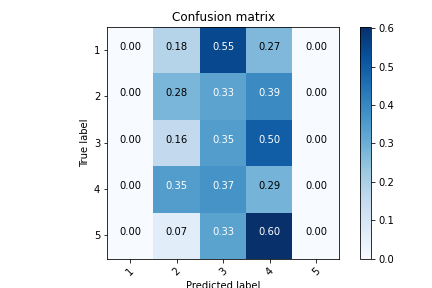 Confusion matrix
0.6
1 0.00 0.18 0.55 0.27 0.00
0.5
2 0.00 0.28 0.33 0.39 0.00
0.4
True label
3 0.00 0.16 0.35 0.50 0.00
0.3
0.2
4 0.00 0.35 0.37 0.29 0.00
0.1
5 0.00 0.07 0.33 0.60 0.00
0.0
1 2 3 4 5
Predicted label